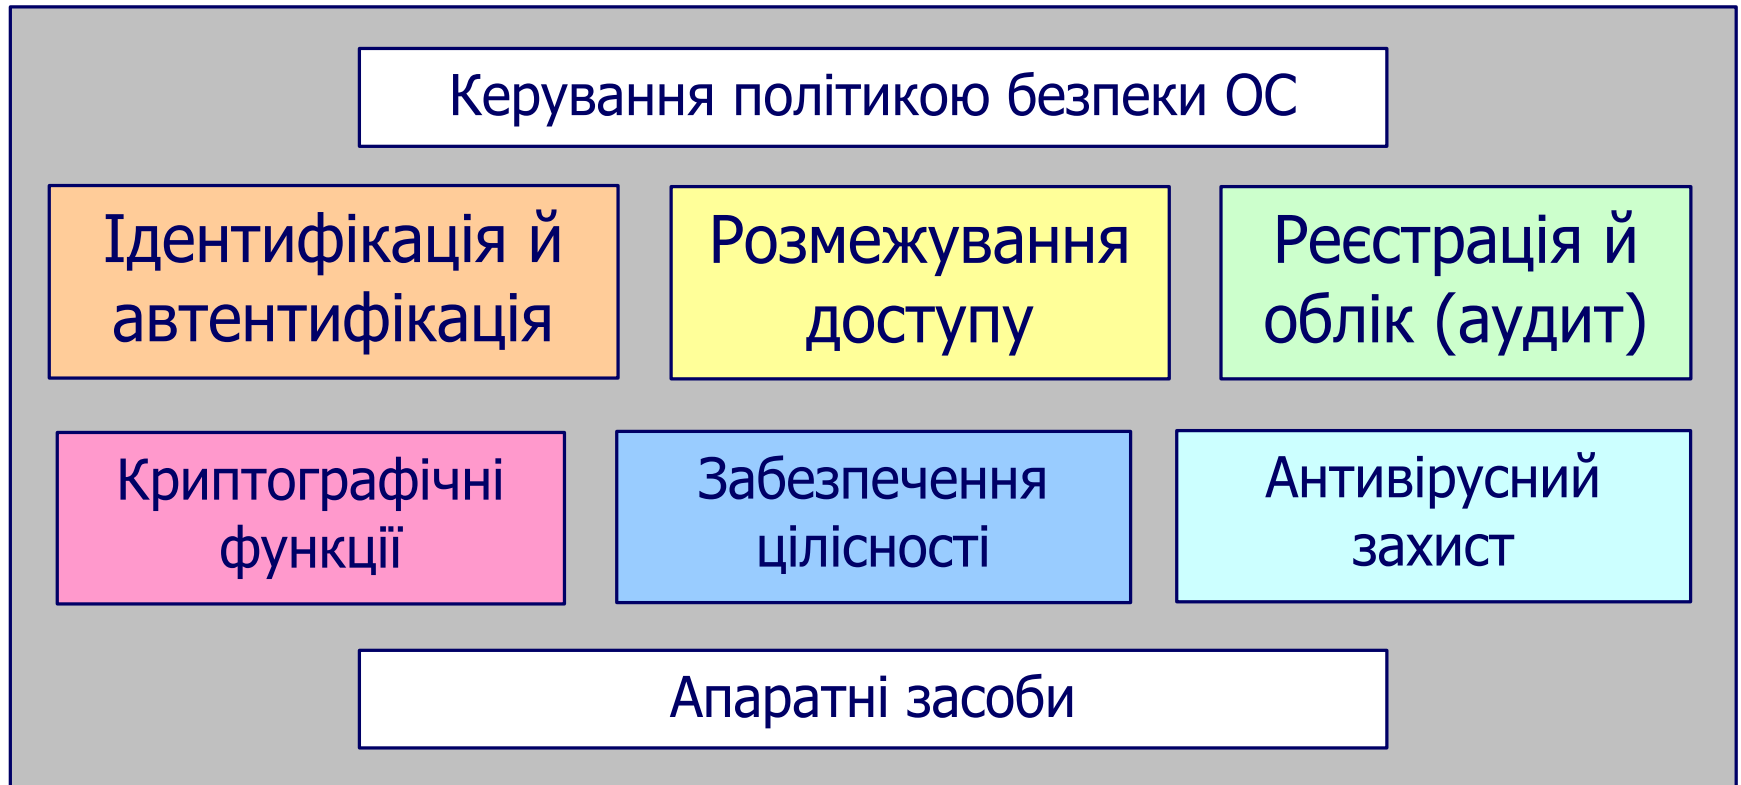 Керування політикою безпеки ОС
Ідентифікація й
автентифікація
Розмежування
доступу
Реєстрація й
облік (аудит)
Криптографічні
функції
Забезпечення
цілісності
Антивірусний
захист
Апаратні засоби